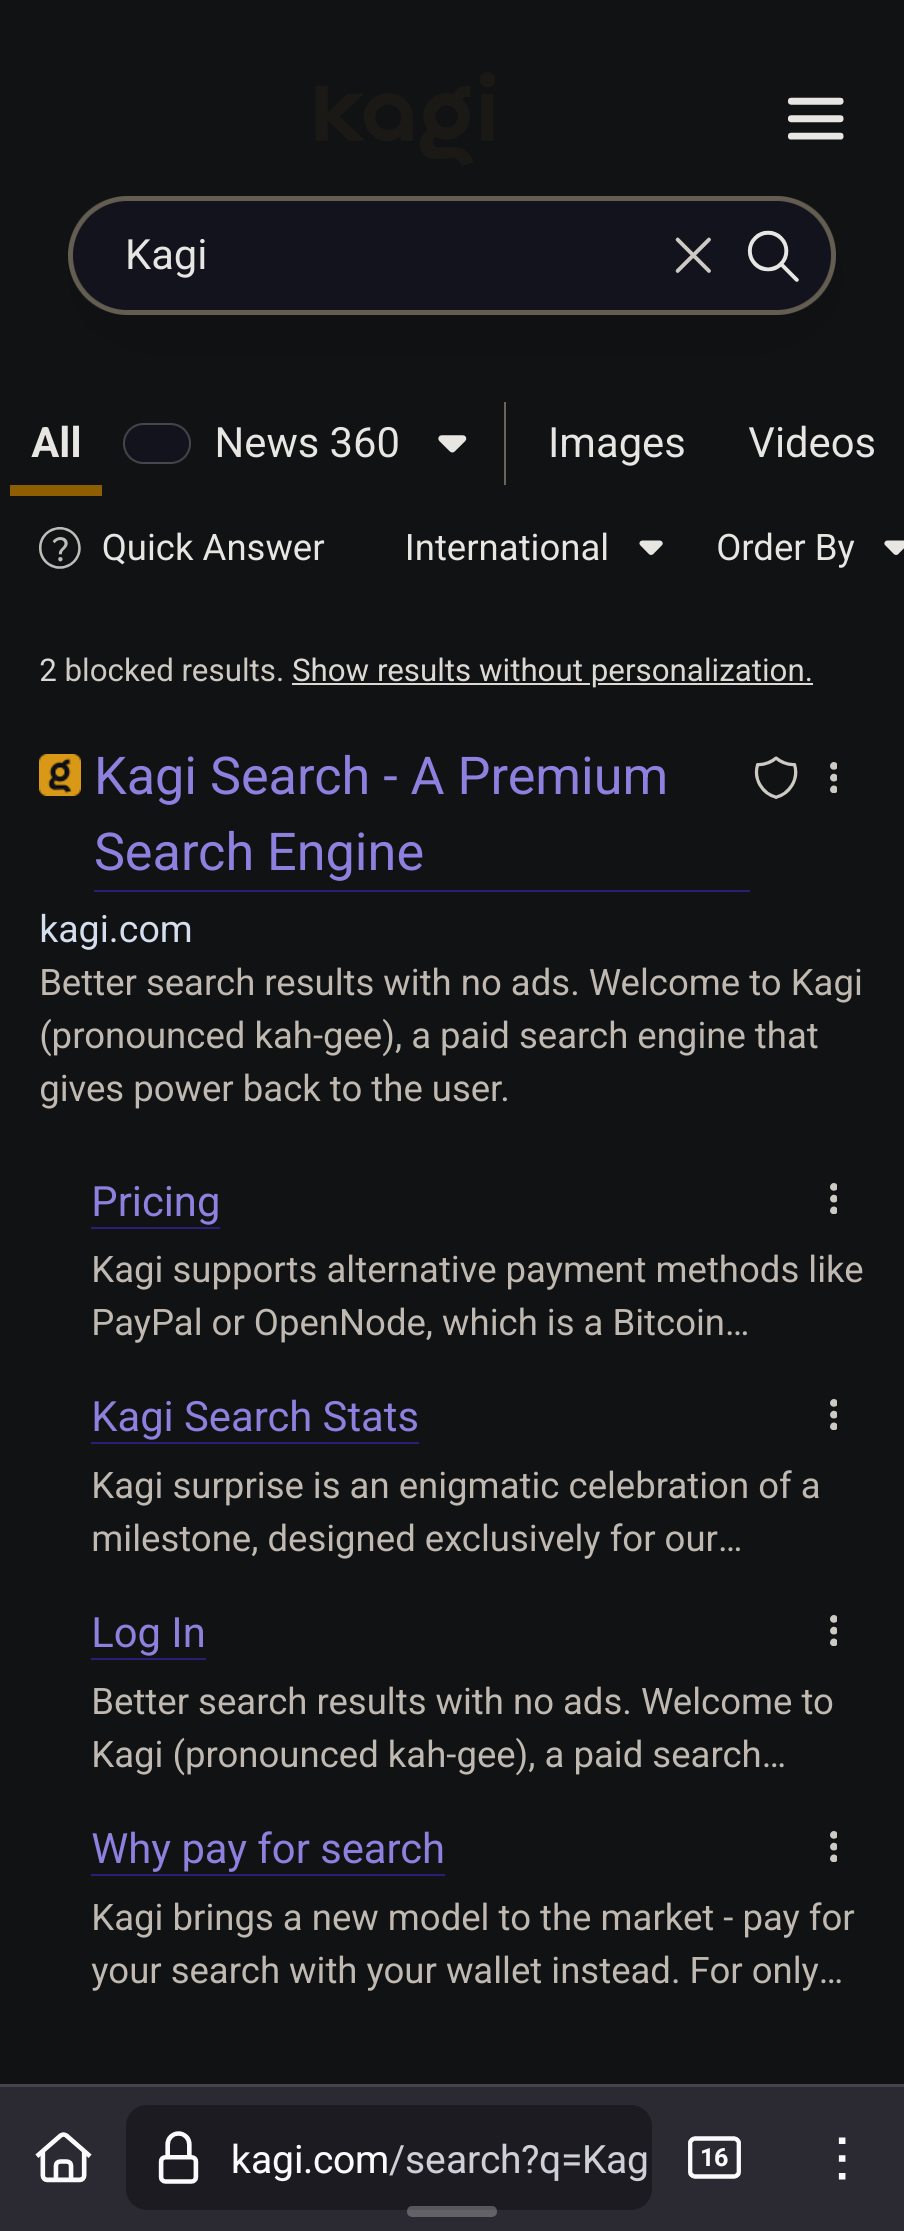 kagi
Kagi
All News 360 Images Videos
Quick Answer International Order By
2 blocked results. Show results without personalization.
g Kagi Search - A Premium
Search Engine
kagi.com
Better search results with no ads. Welcome to Kagi
(pronounced kah-gee), a paid search engine that
gives power back to the user.
Pricing
Kagi supports alternative payment methods like
PayPal or OpenNode, which is a Bitcoin...
Kagi Search Stats
Kagi surprise is an enigmatic celebration of a
milestone, designed exclusively for our...
Log In
Better search results with no ads. Welcome to
Kagi (pronounced kah-gee), a paid search...
Why pay for search
Kagi brings a new model to the market - pay for
your search with your wallet instead. For only...
kagi.com/search?q=Kag 16